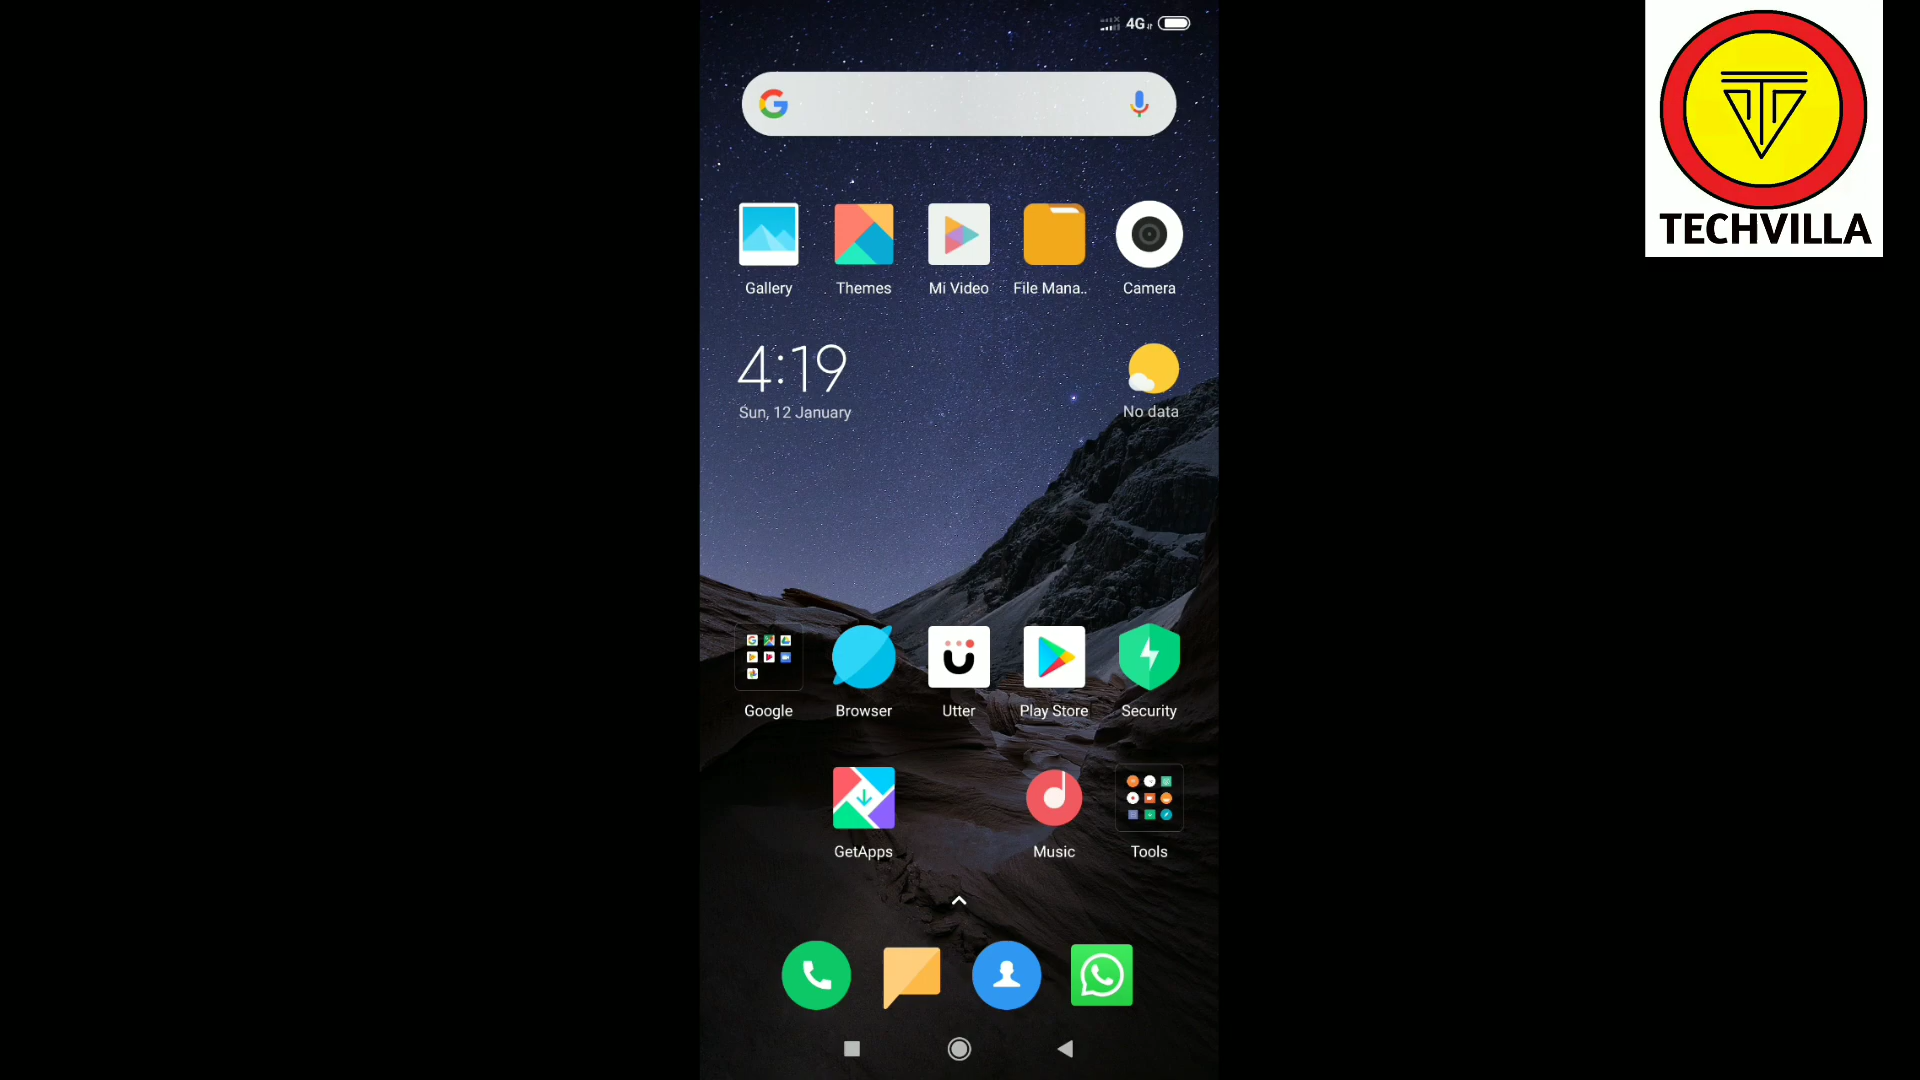 4G
TECHVILLA
Gallery
Themes
Mi Video
File Mana..
Camera
4:19
Sun, 12 January
No data
Google
Browser
Utter
Play Store
Security
GetApps
Music
Tools